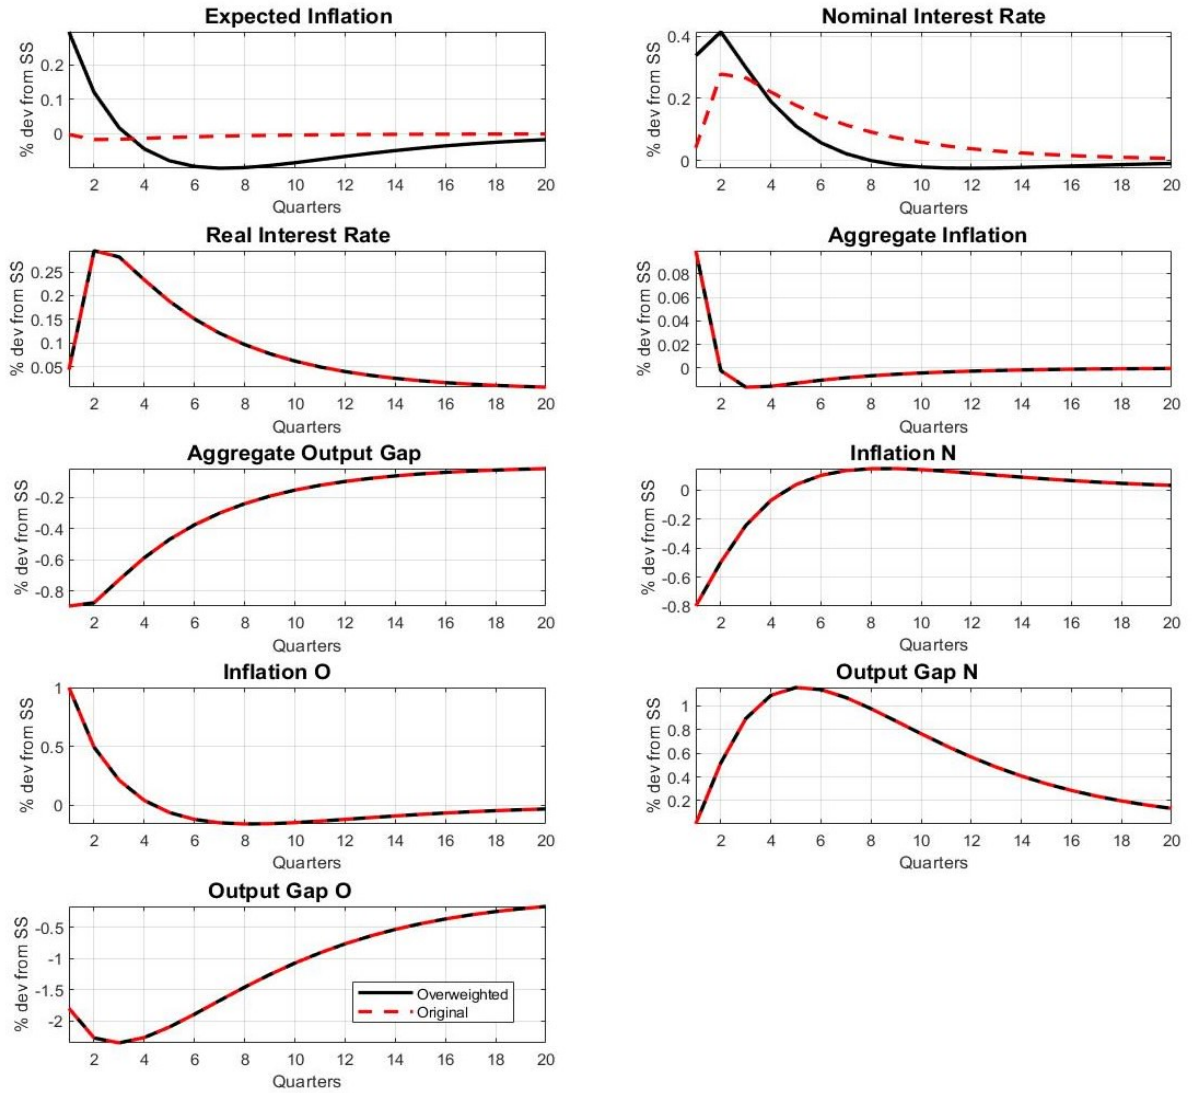 Expected Inflation
% dev from SS
0.2
0.1
0
2 4 6 8 10 12 14 16 18 20
Quarters
Nominal Interest Rate
% dev from SS
0.4
0.2
0
2 4 6 8 10 12 14 16 18 20
Quarters
Real Interest Rate
% dev from SS
0.25
0.2
0.15
0.1
0.05
2 4 6 8 10 12 14 16 18 20
Quarters
Aggregate Inflation
% dev from SS
0.08
0.06
0.04
0.02
0
2 4 6 8 10 12 14 16 18 20
Quarters
Aggregate Output Gap
% dev from SS
-0.2
-0.4
-0.6
-0.8
2 4 6 8 10 12 14 16 18 20
Quarters
Inflation N
% dev from SS
0
-0.2
-0.4
-0.6
-0.8
2 4 6 8 10 12 14 16 18 20
Quarters
Inflation O
% dev from SS
1
0.5
0
2 4 6 8 10 12 14 16 18 20
Quarters
Output Gap N
% dev from SS
1
0.8
0.6
0.4
0.2
2 4 6 8 10 12 14 16 18 20
Quarters
Output Gap O
% dev from SS
-0.5
-1
-1.5
-2
2 4 6 8 10 12 14 16 18 20
Quarters
Overweighted
Original